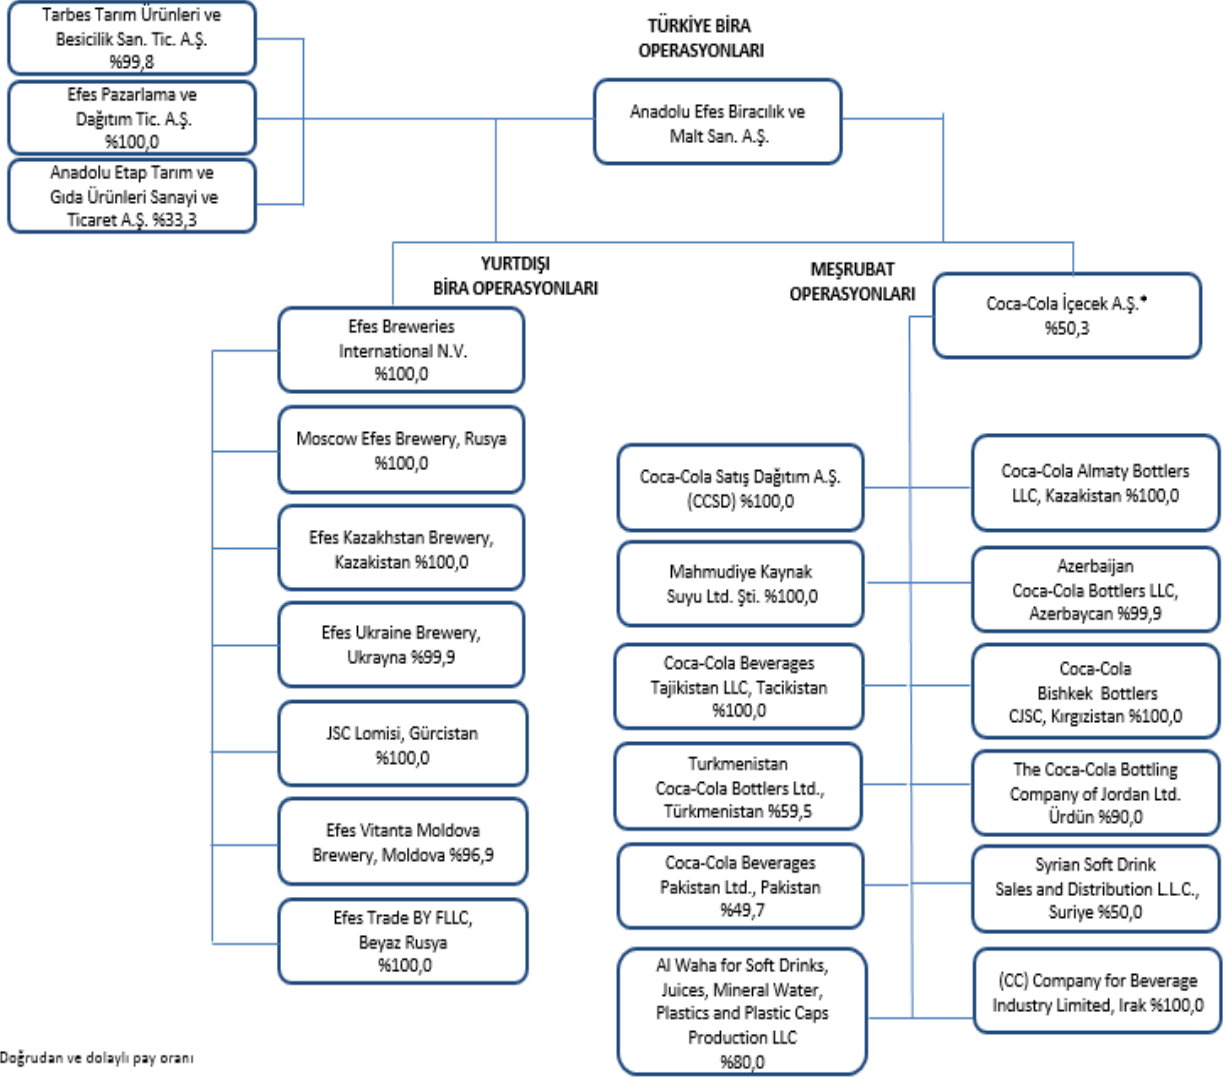 Tarbes Tarım Ürünleri ve
Besicilik San. Tic. A.Ş.
%99,8
Efes Pazarlama ve
Dağıtım Tic. A.Ş.
%100,0
Anadolu Etap Tarım ve
Gıda Ürünleri Sanayi ve
Ticaret A.Ş. %33,3
TÜRKİYE BİRA
OPERASYONLARI
Anadolu Efes Biracılık ve
Malt San. A.Ş.
YURTDIŞI
BİRA OPERASYONLARI
Efes Breweries
International N.V.
%100,0
Moscow Efes Brewery, Rusya
%100,0
Efes Kazakhstan Brewery,
Kazakistan %100,0
Efes Ukraine Brewery,
Ukrayna %99,9
JSC Lomisi, Gürcistan
%100,0
Efes Vitanta Moldova
Brewery, Moldova %96,9
Efes Trade BY FLLC,
Beyaz Rusya
%100,0
MEŞRUBAT
OPERASYONLARI
Coca-Cola İçecek A.Ş.*
%50,3
Coca-Cola Satış Dağıtım A.Ş.
(CCSD) %100,0
Mahmudiye Kaynak
Suyu Ltd. Şti. %100,0
Coca-Cola Beverages
Tajikistan LLC, Tacikistan
%100,0
Turkmenistan
Coca-Cola Bottlers Ltd.,
Türkmenistan %59,5
Coca-Cola Beverages
Pakistan Ltd., Pakistan
%49,7
Al Waha for Soft Drinks,
Juices, Mineral Water,
Plastics and Plastic Caps
Production LLC
%80,0
Coca-Cola Almaty Bottlers
LLC, Kazakistan %100,0
Azerbaijan
Coca-Cola Bottlers LLC,
Azerbaycan %99,9
Coca-Cola
Bishkek Bottlers
CJSC, Kırgızistan %100,0
The Coca-Cola Bottling
Company of Jordan Ltd.
Ürdün %90,0
Syrian Soft Drink
Sales and Distribution L.L.C.,
Suriye %50,0
(CC) Company for Beverage
Industry Limited, Irak %100,0
Doğrudan ve dolaylı pay oranı